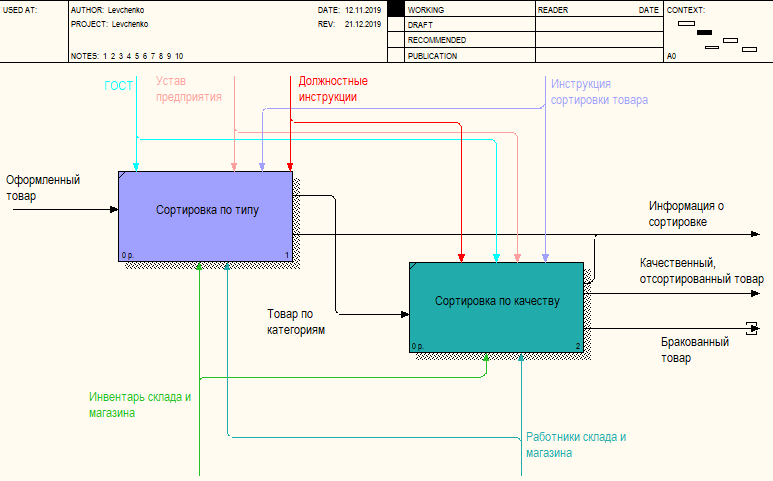 USED AT:
AUTHOR: Levchenko
DATE: 12.11.2019
WORKING
READER
DATE
CONTEXT:
PROJECT: Levchenko
REV: 21.12.2019
DRAFT
RECOMMENDED
NOTES: 1 2 3 4 5 6 7 8 9 10
PUBLICATION
A0
ГОСТ
Устав
предприятия
Должностные
инструкции
Инструкция
сортировки товара
Оформленный
товар
Сортировка по типу
0 р.
1
Информация о
сортировке
Качественный,
отсортированный товар
Сортировка по качеству
0 р.
2
Товар по
категориям
Бракованный
товар
Инвентарь склада и
магазина
Работники склада и
магазина